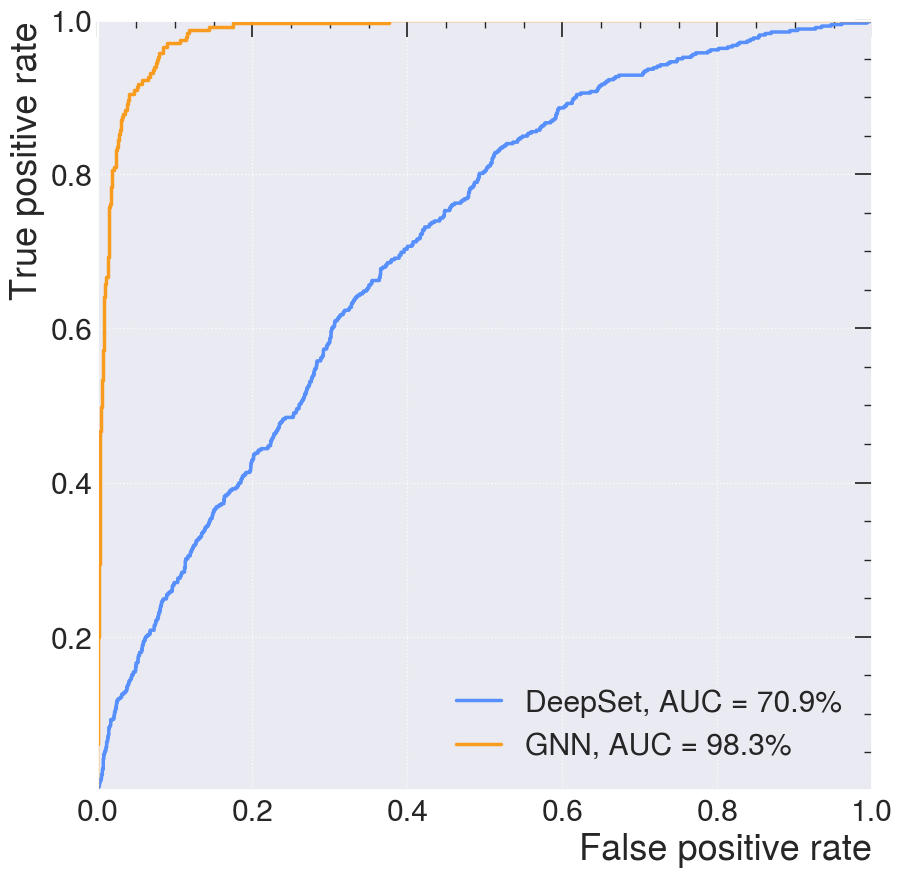 True positive rate
1.0
0.8
0.6
0.4
0.2
DeepSet, AUC = 70.9%
GNN, AUC = 98.3%
0.0 0.2 0.4 0.6 0.8 1.0
False positive rate